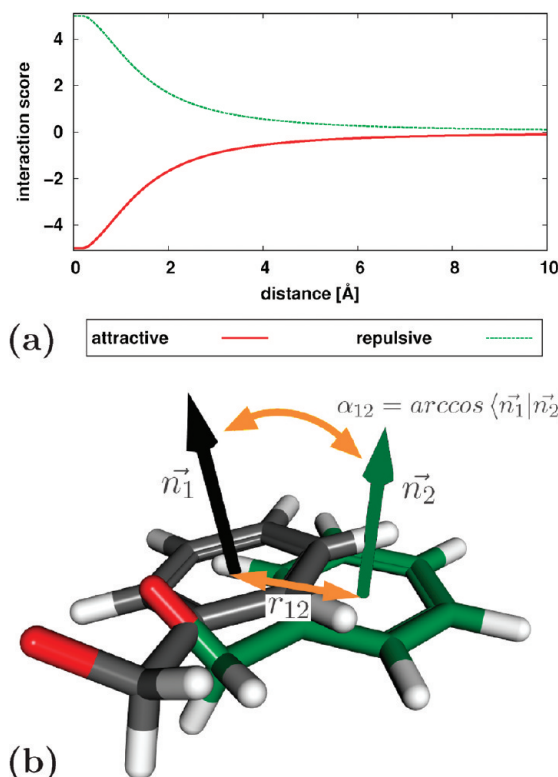 4
2
0
−2
−4
interaction score
0 2 4 6 8 10
distance [Å]
(a)
attractive repulsive
α12 = arccos ⟨n⃗1|n⃗2
n⃗1
n⃗2
r12
(b)